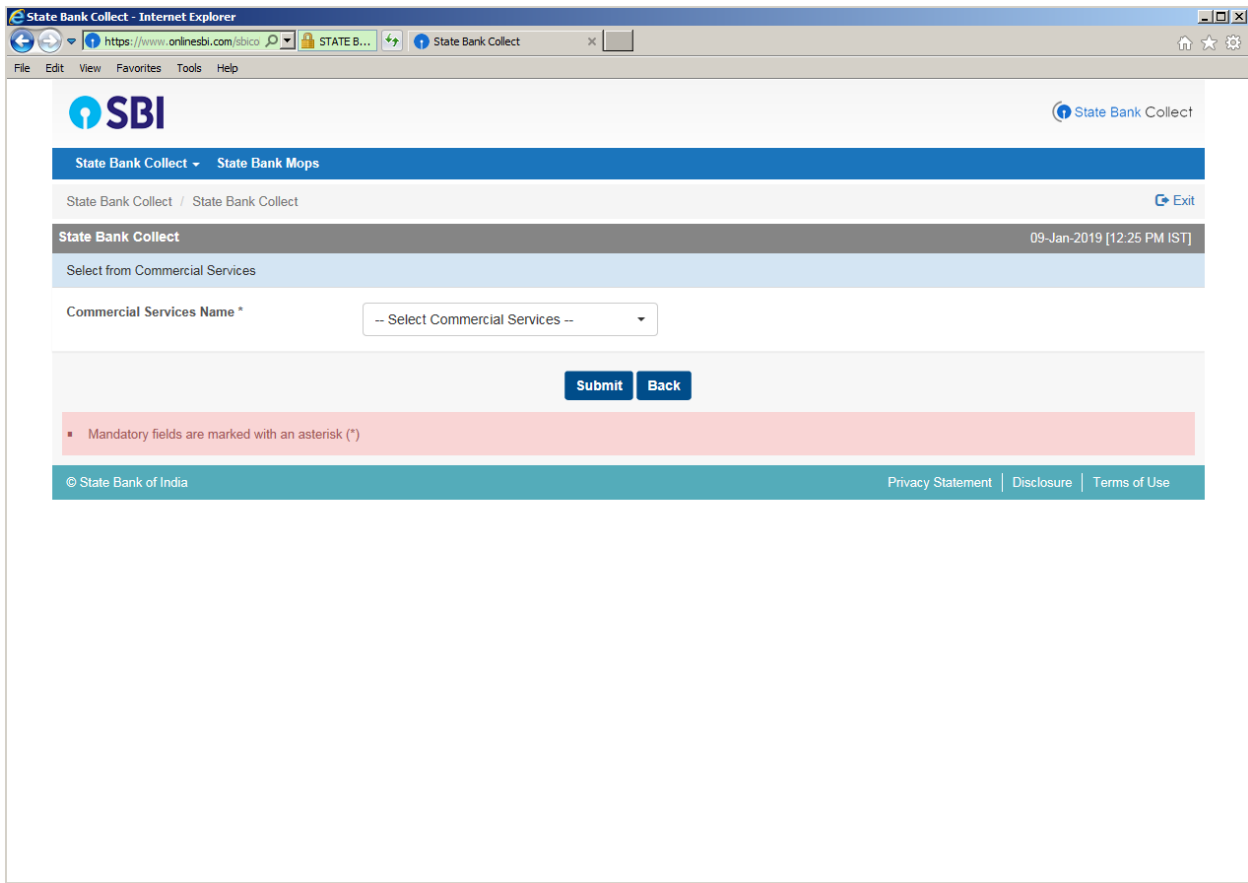 State Bank Collect - Internet Explorer
https://www.onlinesbi.com/sbico STATE B... State Bank Collect
File Edit View Favorites Tools Help
SBI State Bank Collect
State Bank Collect State Bank Mops
State Bank Collect / State Bank Collect Exit
State Bank Collect 09-Jan-2019 [12:25 PM IST]
Select from Commercial Services
Commercial Services Name * -- Select Commercial Services --
Submit Back
Mandatory fields are marked with an asterisk (*)
© State Bank of India Privacy Statement | Disclosure | Terms of Use